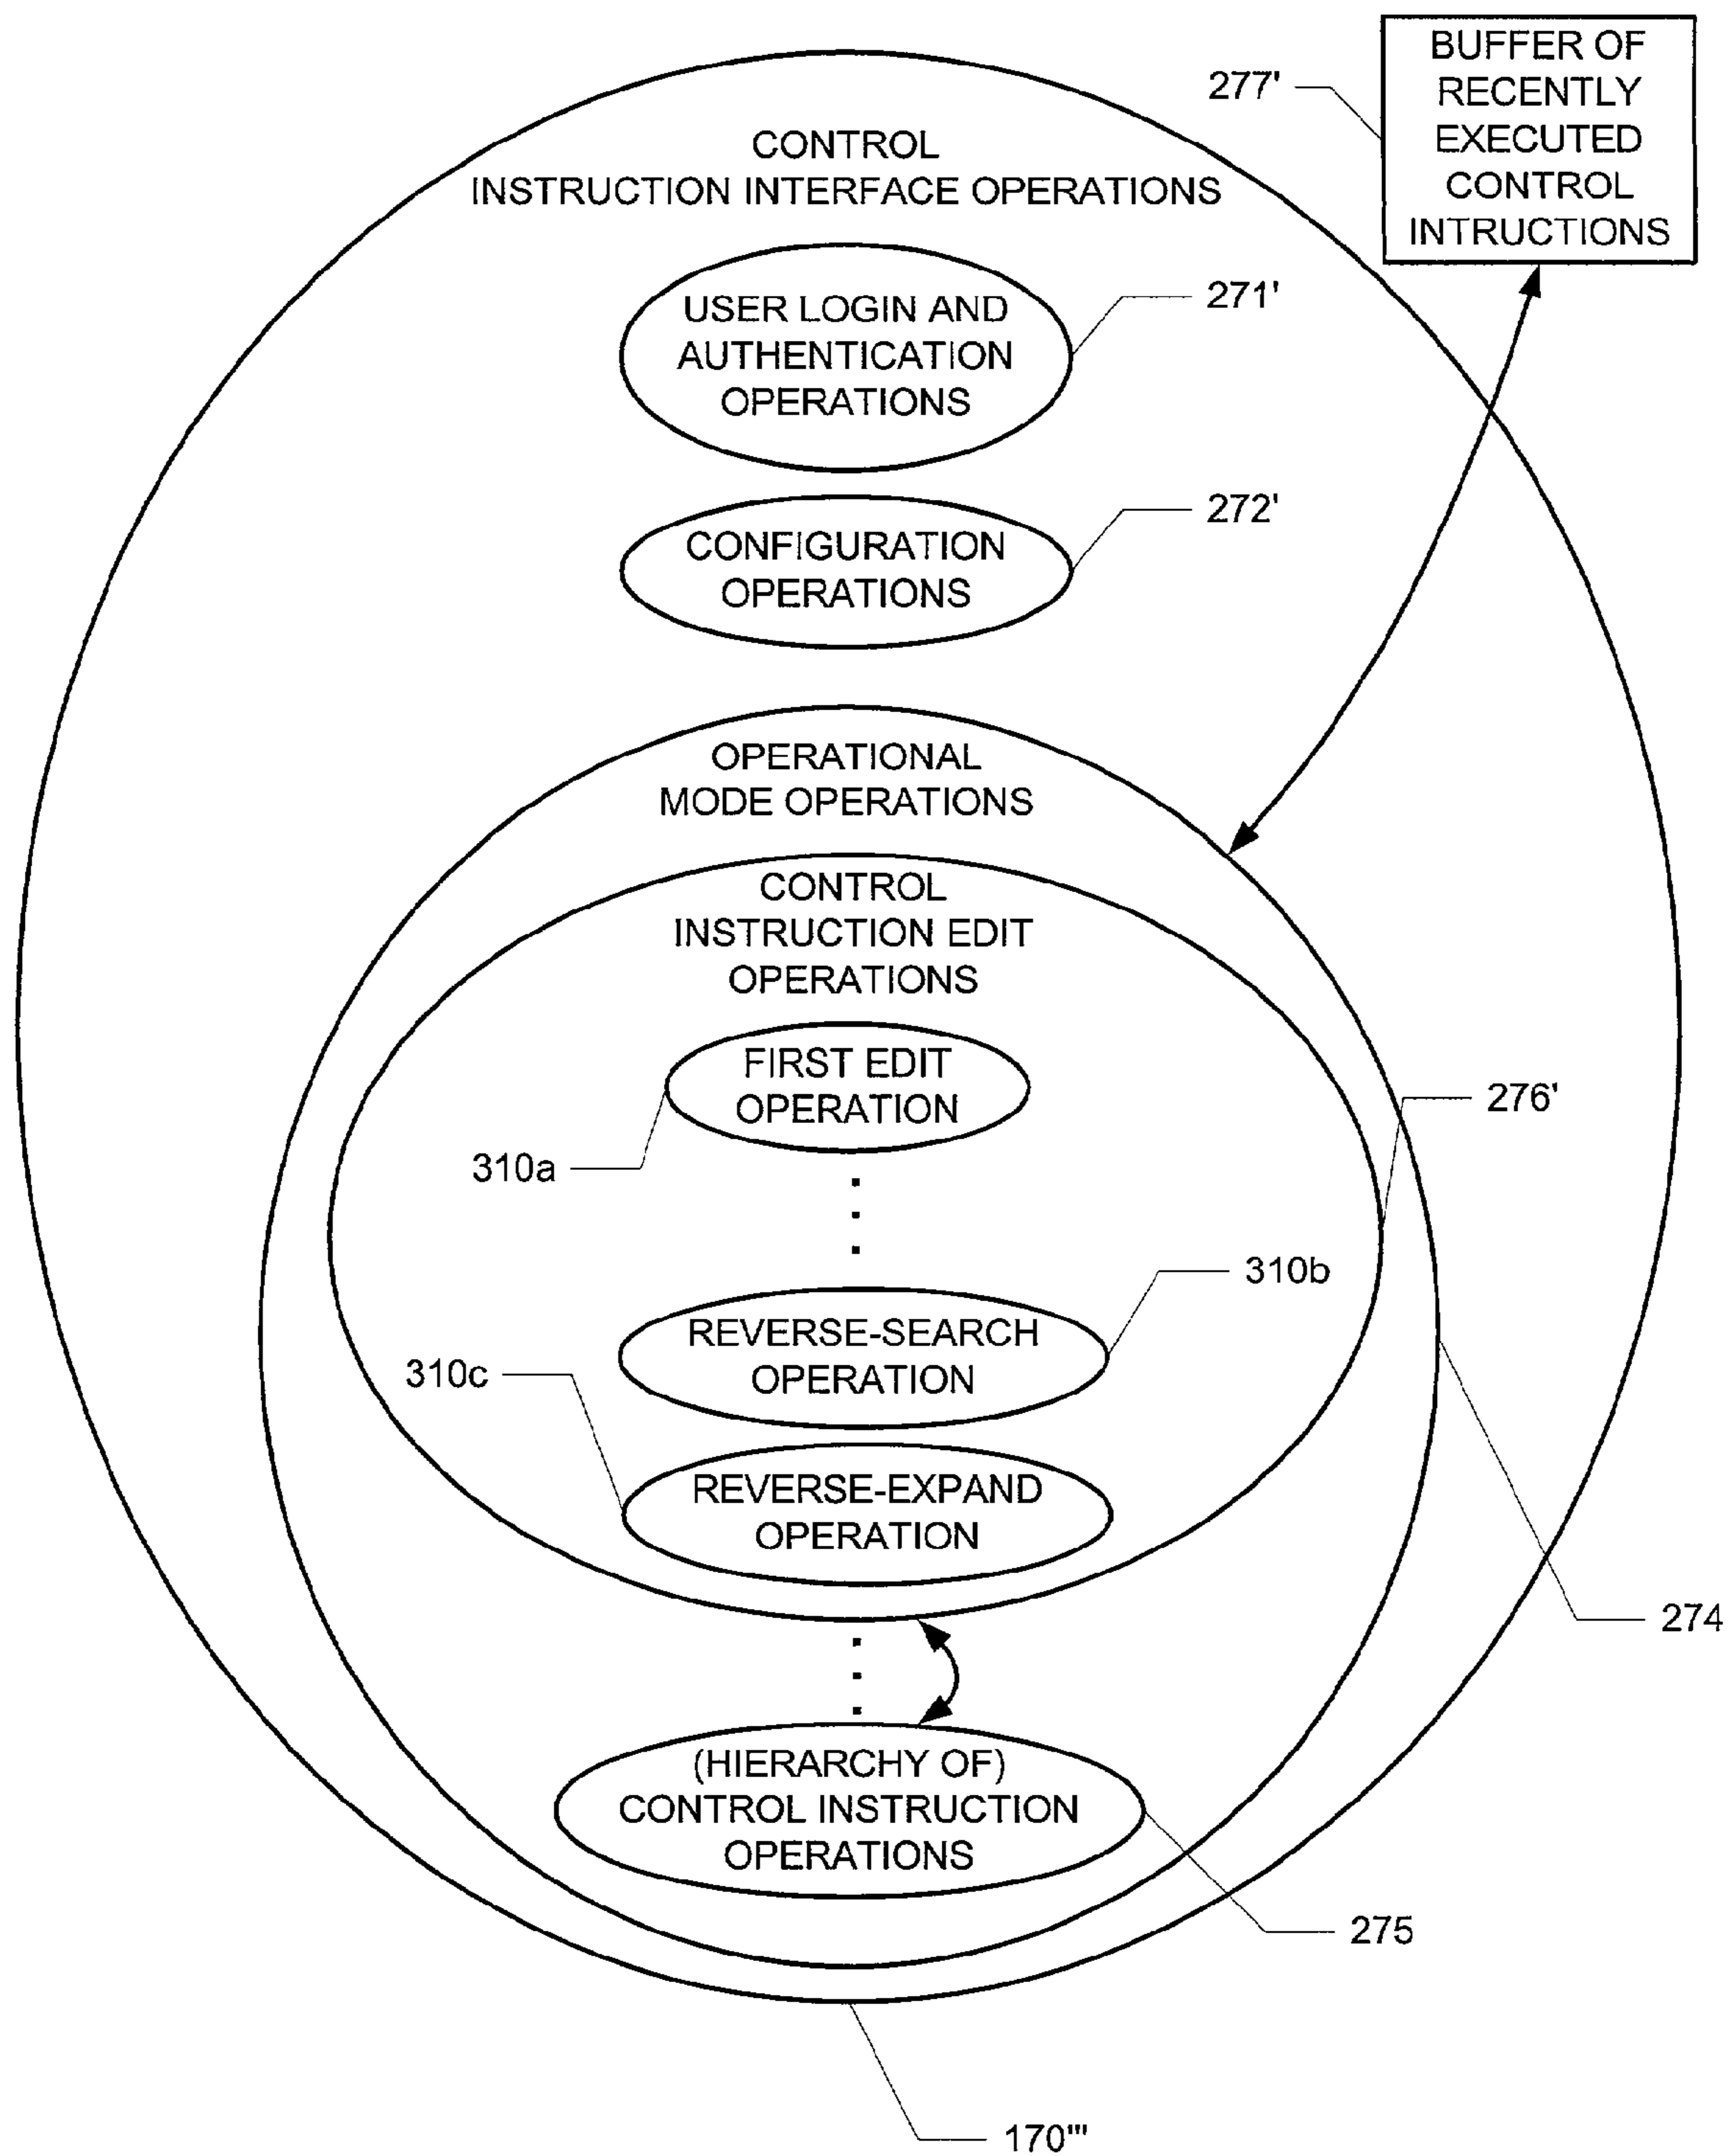 BUFFER OF
RECENTLY
EXECUTED
CONTROL
INTRUCTIONS
277'
CONTROL
INSTRUCTION INTERFACE OPERATIONS
USER LOGIN AND
AUTHENTICATION
OPERATIONS
271'
CONFIGURATION
OPERATIONS
272'
OPERATIONAL
MODE OPERATIONS
CONTROL
INSTRUCTION EDIT
OPERATIONS
FIRST EDIT
OPERATION
276'
310a
310b
REVERSE-SEARCH
OPERATION
310c
REVERSE-EXPAND
OPERATION
274
(HIERARCHY OF)
CONTROL INSTRUCTION
OPERATIONS
275
170'''